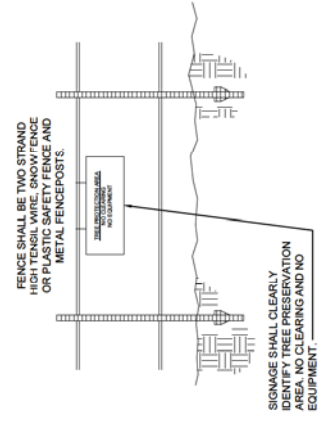 FENCE SHALL BE TWO STRAND
HIGH TENSIL WIRE, SNOWFENCE
OR PLASTIC SAFETY FENCE AND
METAL FENCEPOSTS.
TREE PROTECTION AREA
NO CLEARING
NO EQUIPMENT
SIGNAGE SHALL CLEARLY
IDENTIFY TREE PRESERVATION
AREA. NO CLEARING AND NO
EQUIPMENT.